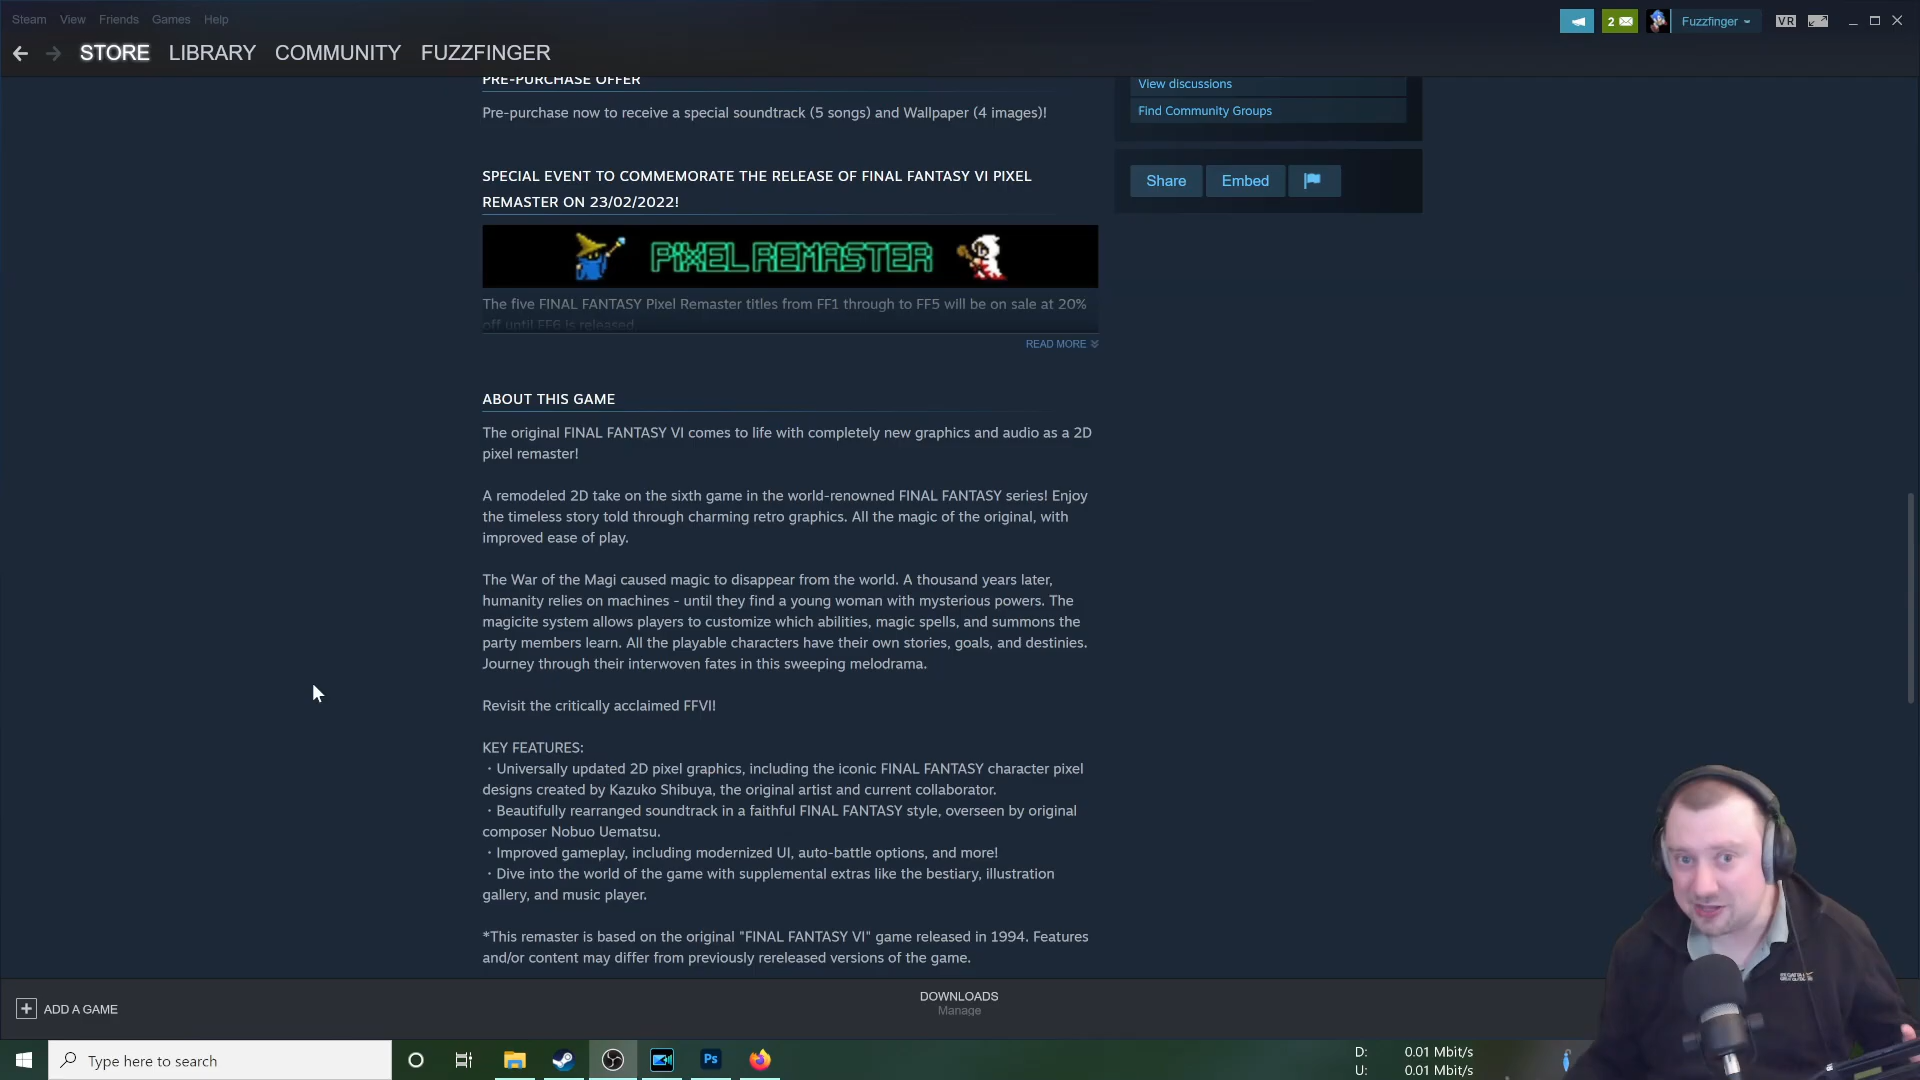 Steam View Friends Games Help
2
Fuzzfinger
VR
STORE LIBRARY COMMUNITY FUZZFINGER
PRE-PURCHASE OFFER
Pre-purchase now to receive a special soundtrack (5 songs) and Wallpaper (4 images)!
SPECIAL EVENT TO COMMEMORATE THE RELEASE OF FINAL FANTASY VI PIXEL
REMASTER ON 23/02/2022!
PIXEL REMASTER
The five FINAL FANTASY Pixel Remaster titles from FF1 through to FF5 will be on sale at 20%
off until FF6 is released.
READ MORE
ABOUT THIS GAME
The original FINAL FANTASY VI comes to life with completely new graphics and audio as a 2D
pixel remaster!
A remodeled 2D take on the sixth game in the world-renowned FINAL FANTASY series! Enjoy
the timeless story told through charming retro graphics. All the magic of the original, with
improved ease of play.
The War of the Magi caused magic to disappear from the world. A thousand years later,
humanity relies on machines - until they find a young woman with mysterious powers. The
magicite system allows players to customize which abilities, magic spells, and summons the
party members learn. All the playable characters have their own stories, goals, and destinies.
Journey through their interwoven fates in this sweeping melodrama.
Revisit the critically acclaimed FFVI!
KEY FEATURES:
・Universally updated 2D pixel graphics, including the iconic FINAL FANTASY character pixel
designs created by Kazuko Shibuya, the original artist and current collaborator.
・Beautifully rearranged soundtrack in a faithful FINAL FANTASY style, overseen by original
composer Nobuo Uematsu.
・Improved gameplay, including modernized UI, auto-battle options, and more!
・Dive into the world of the game with supplemental extras like the bestiary, illustration
gallery, and music player.
*This remaster is based on the original "FINAL FANTASY VI" game released in 1994. Features
and/or content may differ from previously rereleased versions of the game.
View discussions
Find Community Groups
Share Embed
ADD A GAME
DOWNLOADS
Manage
Type here to search
Ps
D: 0.01 Mbit/s
U: 0.01 Mbit/s